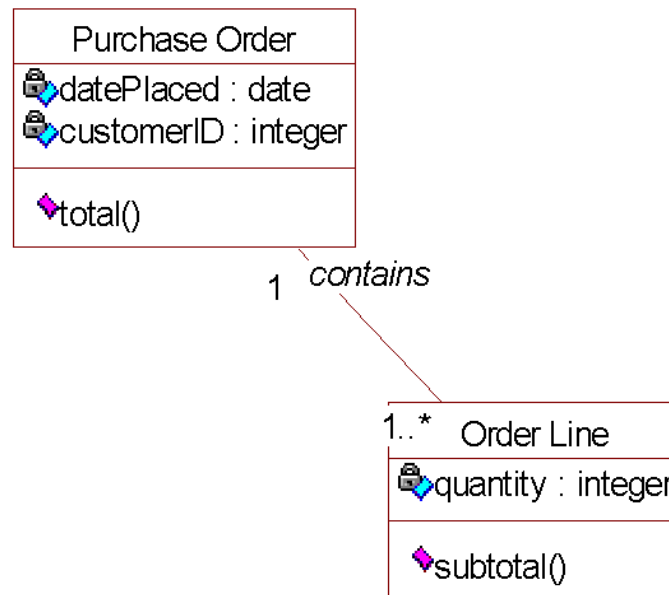 Purchase Order
datePlaced : date
customerID : integer
total()
1 contains
1..* Order Line
quantity : integer
subtotal()